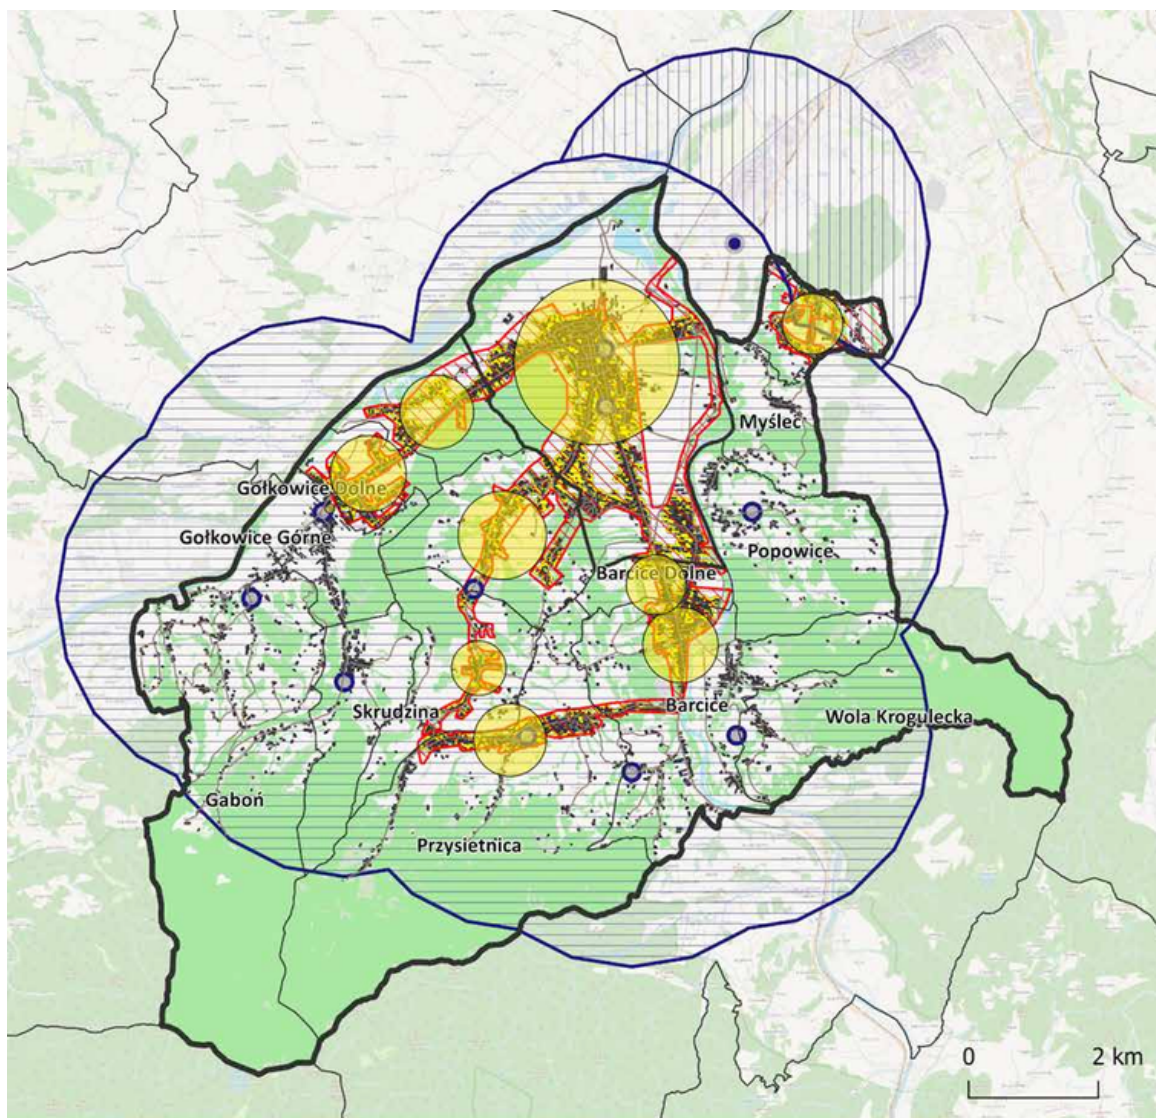 Myślec
Gołkowice Dolne
Gołkowice Górne
Popowice
Barcice Dolne
Skrudzina
Barcice
Wola Krogulecka
Gaboń
Przysietnica
0 2 km